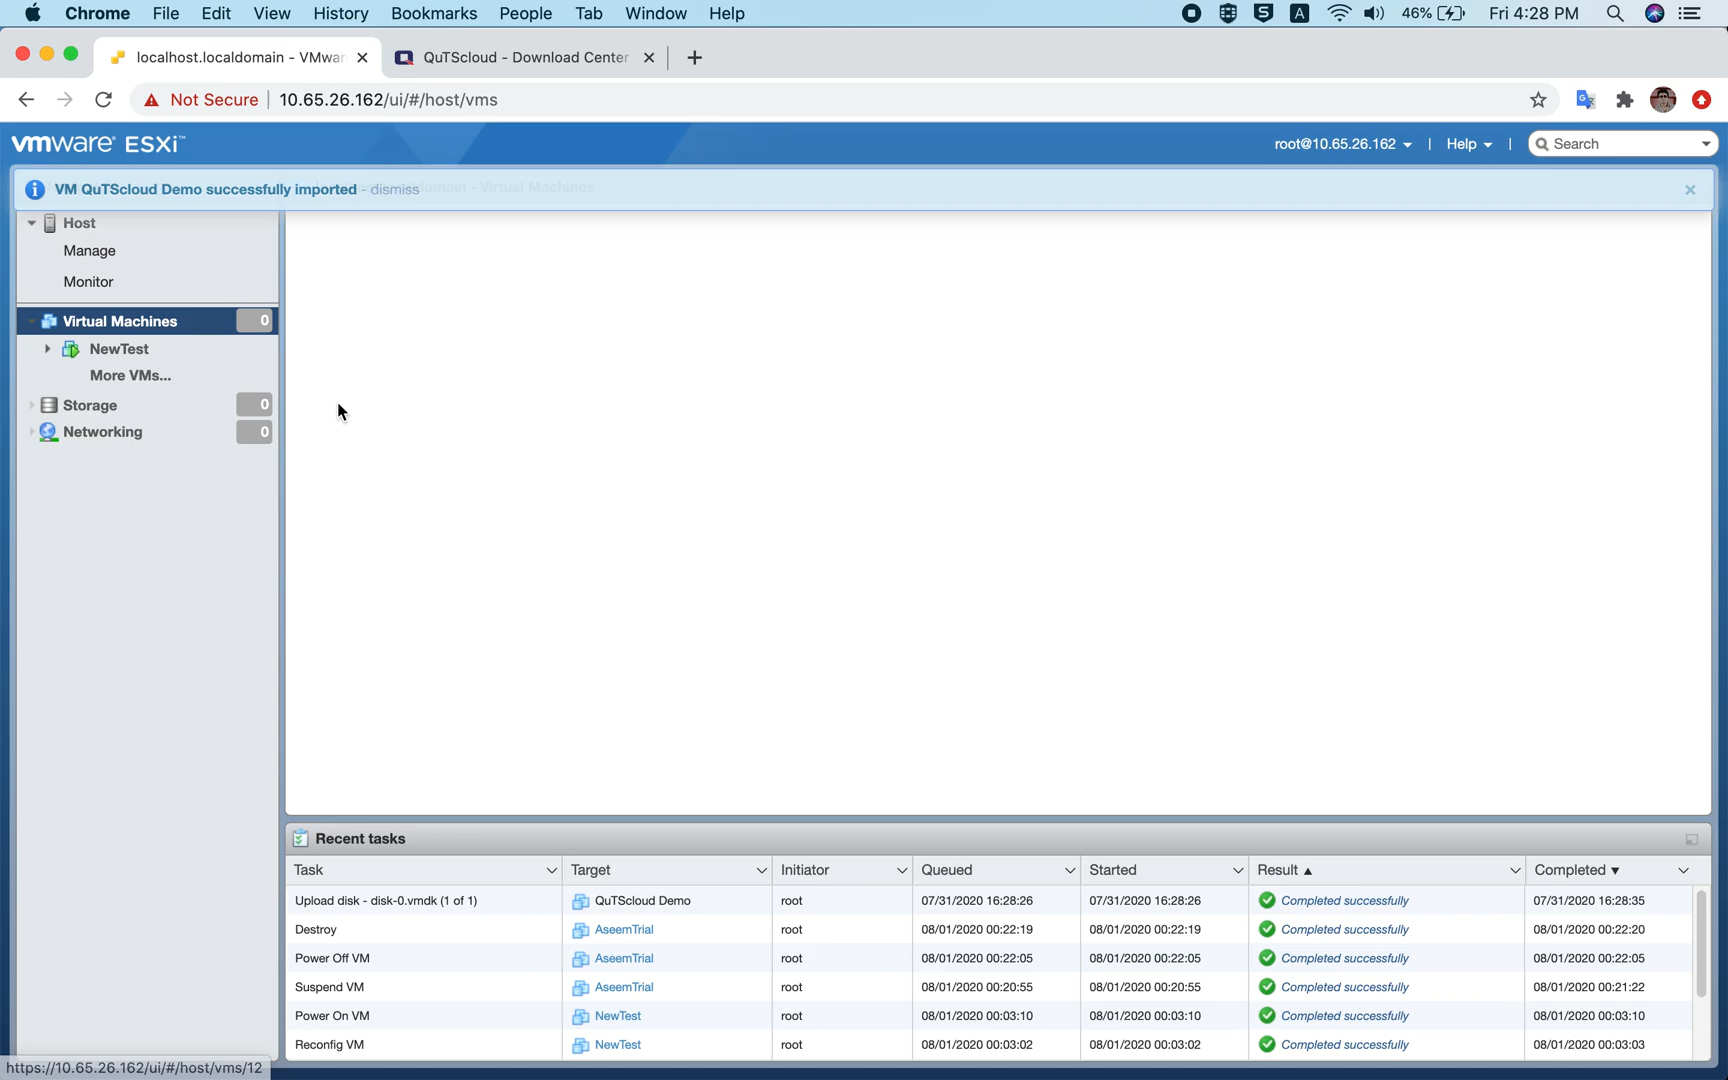 Chrome File Edit View History Bookmarks People Tab Window Help 46% Fri 4:28 PM
localhost.localdomain - VMwar QuTScloud - Download Center
Not Secure 10.65.26.162/ui/#/host/vms
vmware ESXi™ root@10.65.26.162 | Help | Search
VM QuTScloud Demo successfully imported - dismiss
Host
Manage
Monitor
Virtual Machines 0
NewTest
More VMs...
Storage 0
Networking 0
Recent tasks
Task Target Initiator Queued Started Result Completed
Upload disk - disk-0.vmdk (1 of 1) QuTScloud Demo root 07/31/2020 16:28:26 07/31/2020 16:28:26 Completed successfully 07/31/2020 16:28:35
Destroy AseemTrial root 08/01/2020 00:22:19 08/01/2020 00:22:19 Completed successfully 08/01/2020 00:22:20
Power Off VM AseemTrial root 08/01/2020 00:22:05 08/01/2020 00:22:05 Completed successfully 08/01/2020 00:22:05
Suspend VM AseemTrial root 08/01/2020 00:20:55 08/01/2020 00:20:55 Completed successfully 08/01/2020 00:21:22
Power On VM NewTest root 08/01/2020 00:03:10 08/01/2020 00:03:10 Completed successfully 08/01/2020 00:03:10
Reconfig VM NewTest root 08/01/2020 00:03:02 08/01/2020 00:03:02 Completed successfully 08/01/2020 00:03:03
https://10.65.26.162/ui/#/host/vms/12